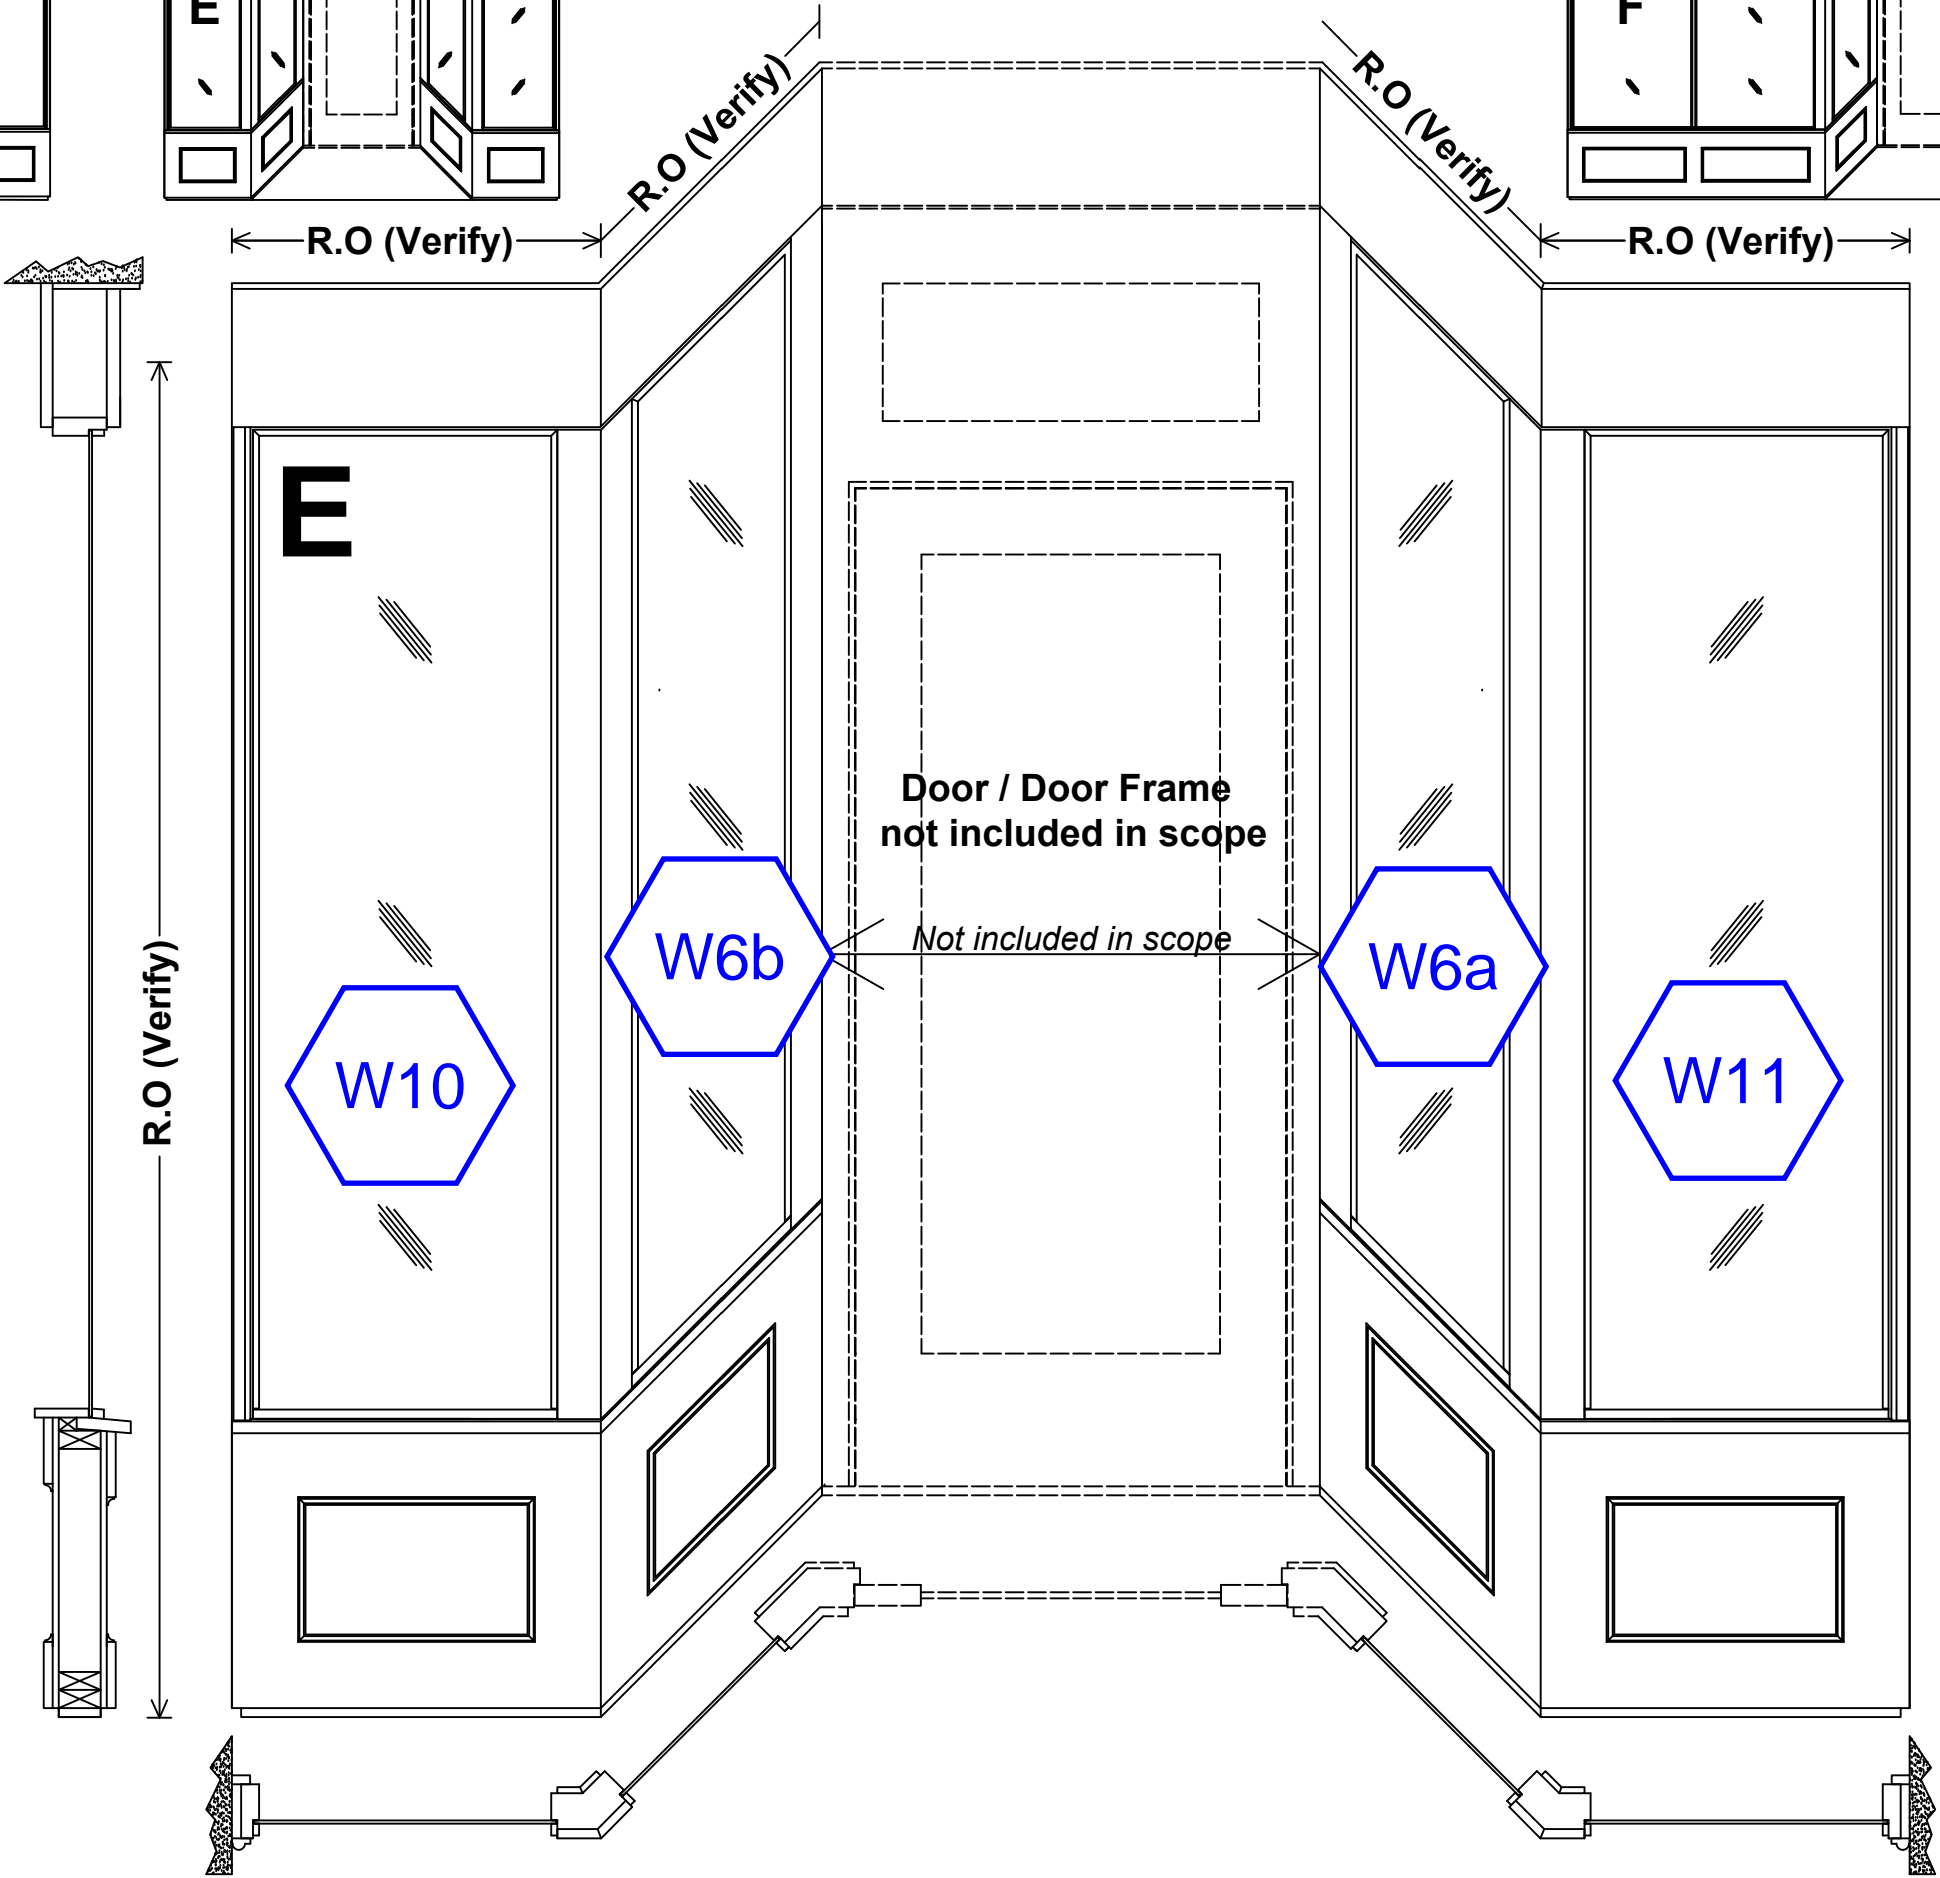 E
F
R.O (Verify)
R.O (Verify)
R.O (Verify)
R.O (Verify)
E
R.O (Verify)
Door / Door Frame
not included in scope
Not included in scope
W6b
W6a
W10
W11